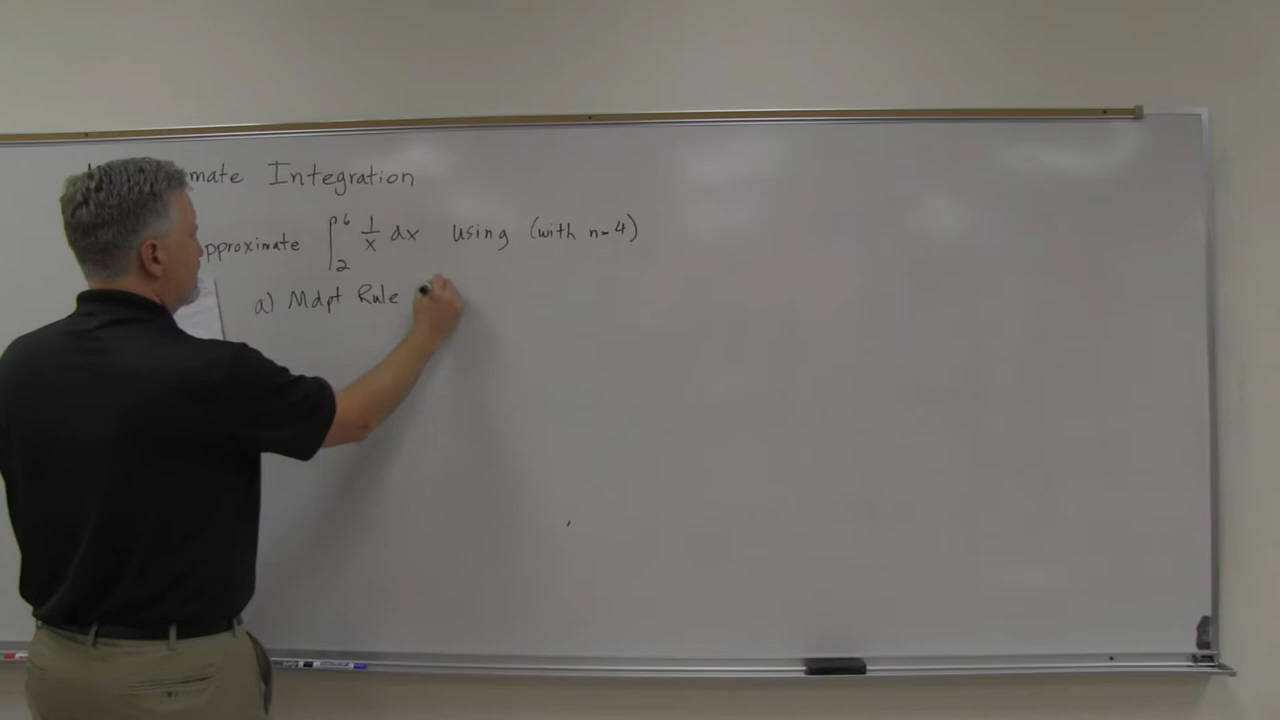 mate Integration
pproximate ∫₂⁶ 1/x dx using (with n=4)
a) Mdpt Rule